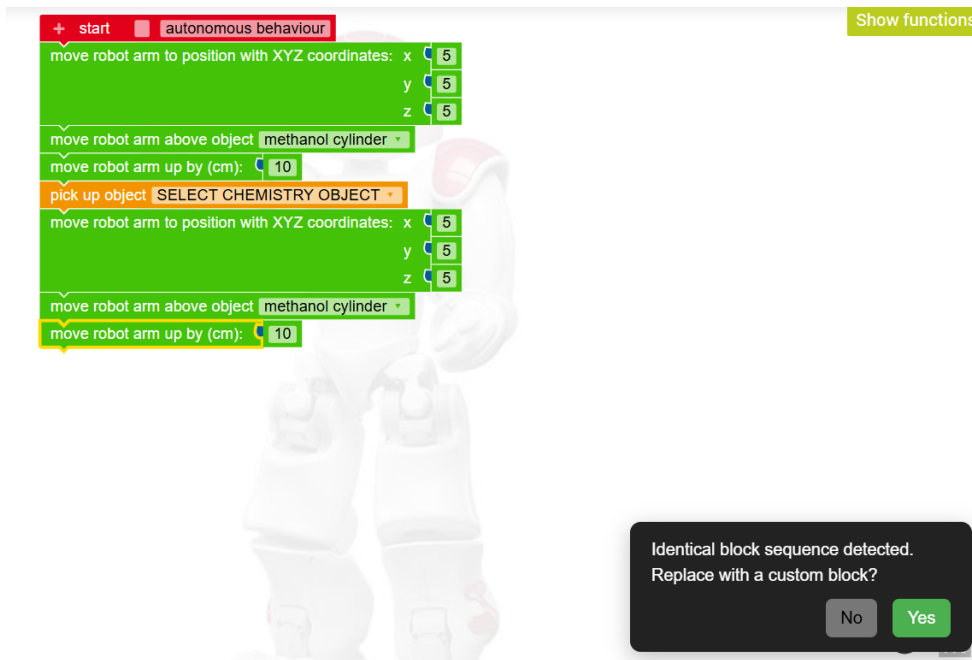 Show functions
+ start autonomous behaviour
move robot arm to position with XYZ coordinates: x 5
y 5
z 5
move robot arm above object methanol cylinder
move robot arm up by (cm): 10
pick up object SELECT CHEMISTRY OBJECT
move robot arm to position with XYZ coordinates: x 5
y 5
z 5
move robot arm above object methanol cylinder
move robot arm up by (cm): 10
Identical block sequence detected.
Replace with a custom block?
No Yes